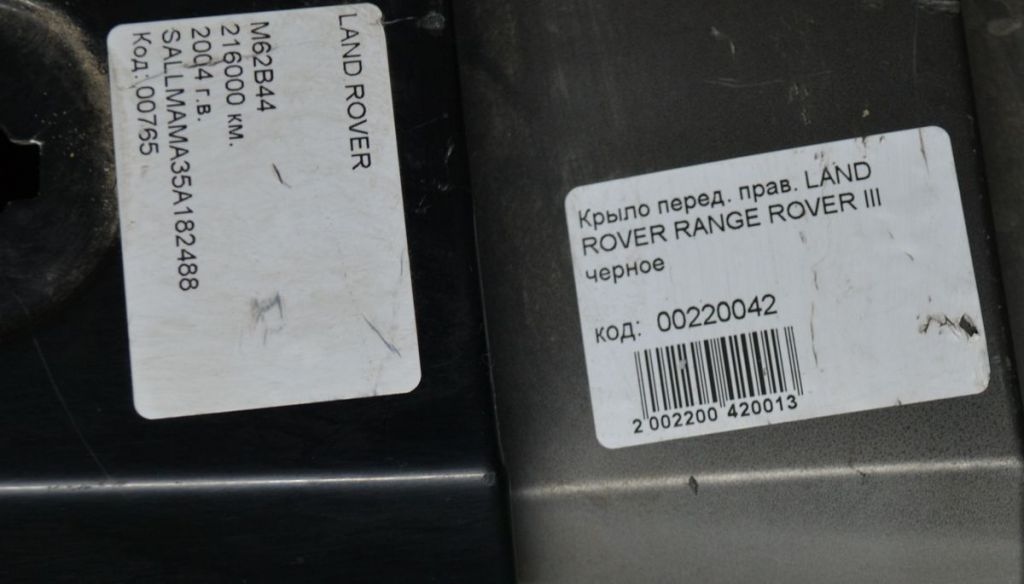 LAND ROVER
M62B44
216000 км.
2004 г.в.
SALLMAMA35A182488
Код: 00765
Крыло перед. прав. LAND
ROVER RANGE ROVER III
черное
код: 00220042
2 002200 420013